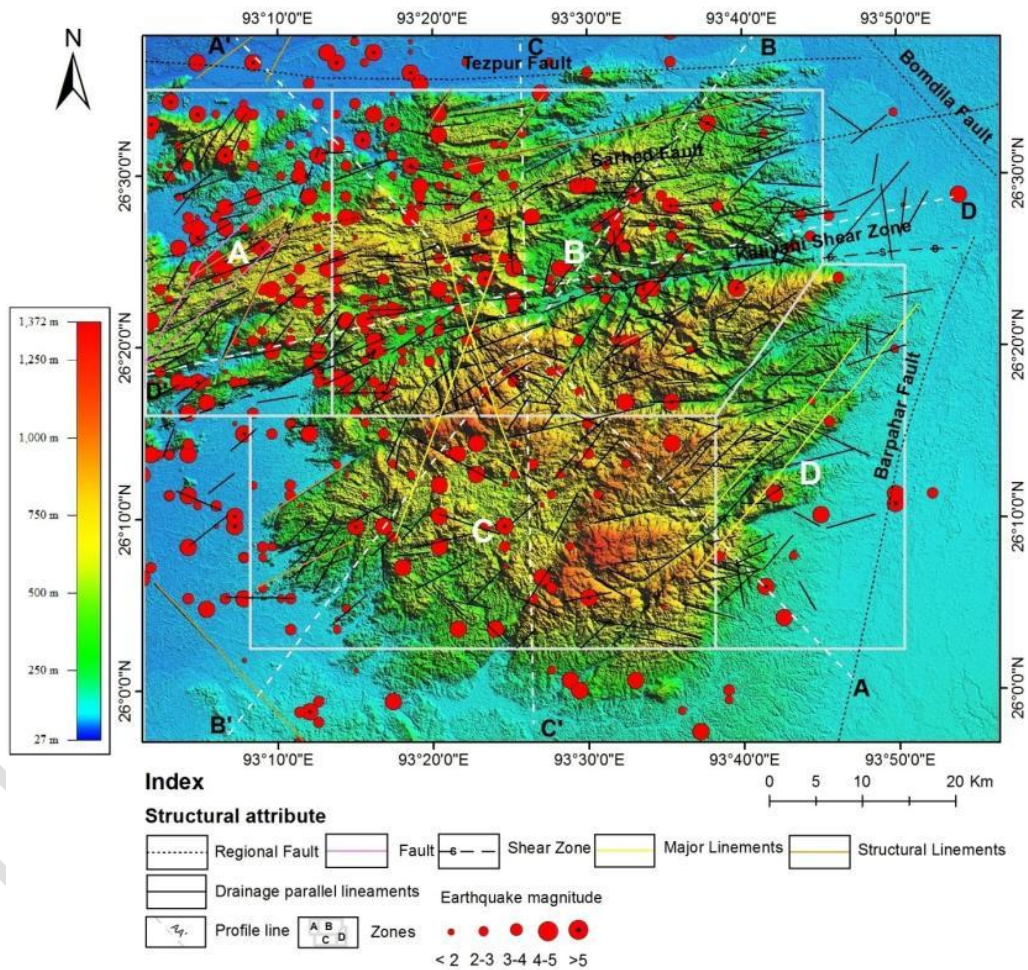 N
93°10'0"E 93°20'0"E 93°30'0"E 93°40'0"E 93°50'0"E
A' C B
Tezpur Fault
Bomdila Fault
Sarhed Fault
26°30'0"N 26°30'0"N
D
Kaliyani Shear Zone
A B
S S
26°20'0"N 26°20'0"N
D'
Barpahar Fault
D
C
26°10'0"N 26°10'0"N
26°0'0"N 26°0'0"N
A
B' C'
93°10'0"E 93°20'0"E 93°30'0"E 93°40'0"E 93°50'0"E
1,372 m
1,250 m
1,000 m
750 m
500 m
250 m
27 m
Index
0 5 10 20 Km
Structural attribute
Regional Fault Fault S Shear Zone Major Linements Structural Linements
Drainage parallel lineaments
Earthquake magnitude
Profile line A B C D Zones
< 2 2-3 3-4 4-5 >5